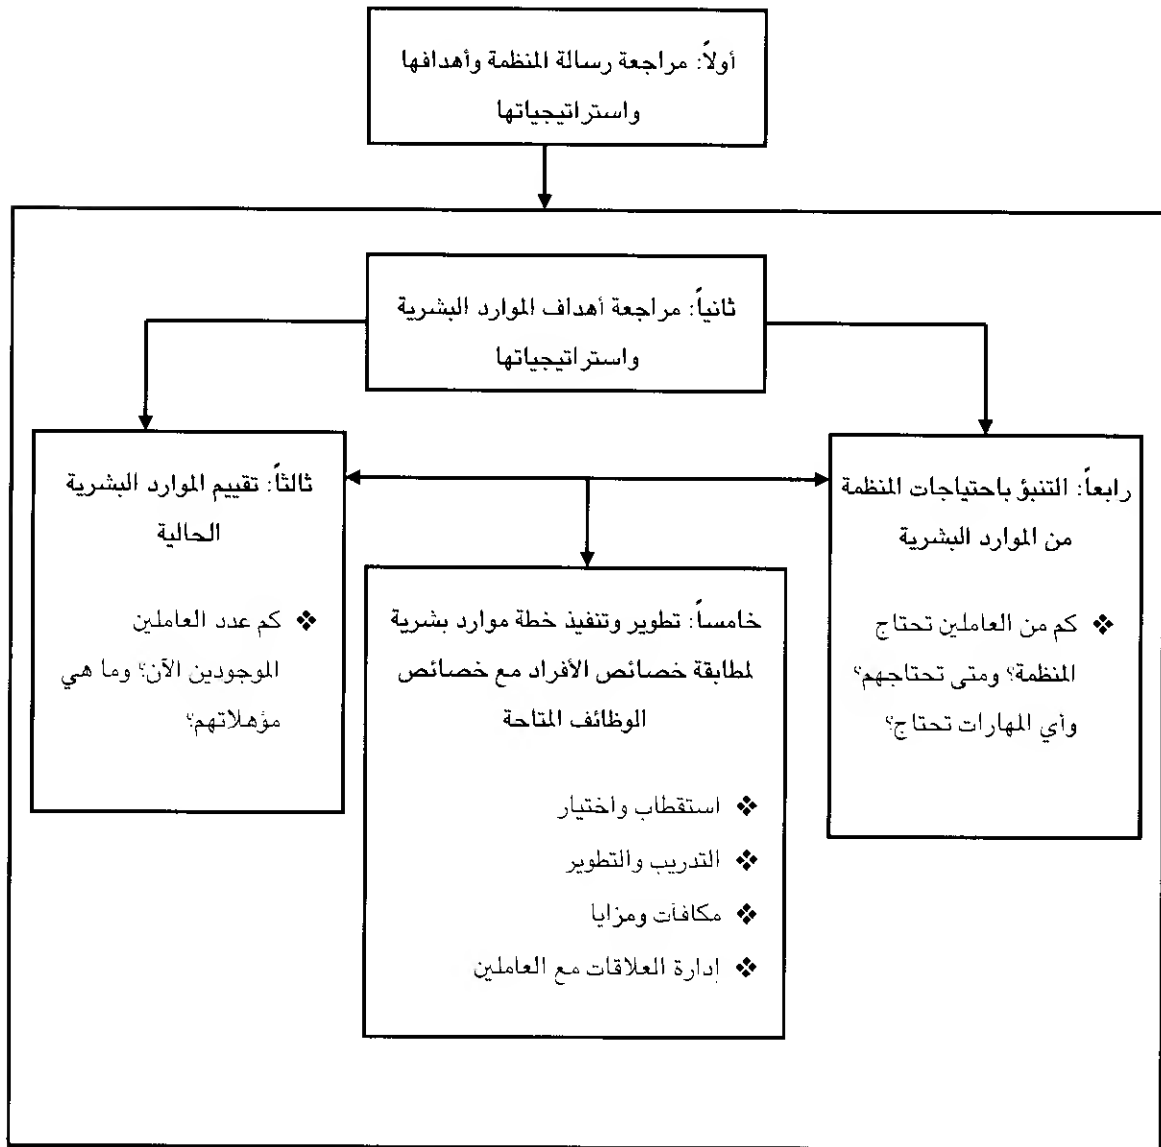 أولاً: مراجعة رسالة المنظمة وأهدافها
واستراتيجياتها
ثانياً: مراجعة أهداف الموارد البشرية
واستراتيجياتها
ثالثاً: تقييم الموارد البشرية
الحالية
❖ كم عدد العاملين
الموجودين الآن؟ وما هي
مؤهلاتهم؟
رابعاً: التنبؤ باحتياجات المنظمة
من الموارد البشرية
❖ كم من العاملين تحتاج
المنظمة؟ ومتى تحتاجهم؟
وأي المهارات تحتاج؟
خامساً: تطوير وتنفيذ خطة موارد بشرية
لمطابقة خصائص الأفراد مع خصائص
الوظائف المتاحة
❖ استقطاب واختيار
❖ التدريب والتطوير
❖ مكافآت ومزايا
❖ إدارة العلاقات مع العاملين